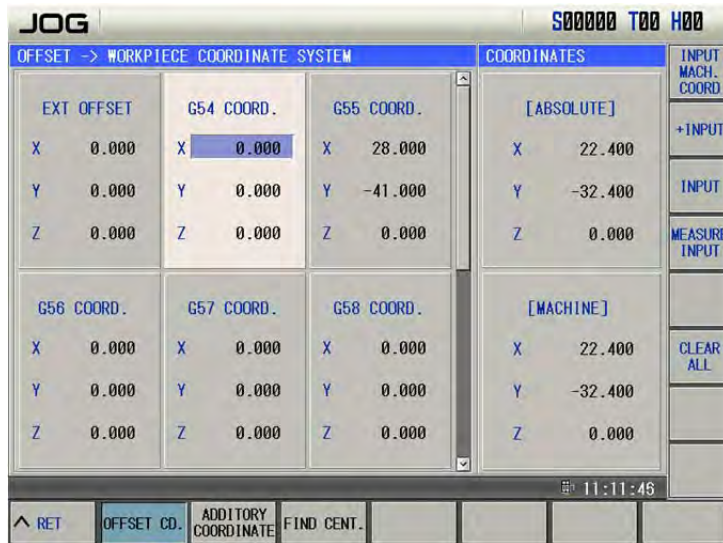 JOG
S00000 T00 H00
OFFSET -> WORKPIECE COORDINATE SYSTEM
COORDINATES
INPUT
MACH.
COORD
EXT OFFSET
G54 COORD.
G55 COORD.
[ABSOLUTE]
+INPUT
X 0.000
X 0.000
X 28.000
X 22.400
Y 0.000
Y 0.000
Y -41.000
Y -32.400
INPUT
Z 0.000
Z 0.000
Z 0.000
Z 0.000
MEASURE
INPUT
G56 COORD.
G57 COORD.
G58 COORD.
[MACHINE]
X 0.000
X 0.000
X 0.000
X 22.400
CLEAR
ALL
Y 0.000
Y 0.000
Y 0.000
Y -32.400
Z 0.000
Z 0.000
Z 0.000
Z 0.000
11:11:46
RET
OFFSET CD.
ADDITORY
COORDINATE
FIND CENT.